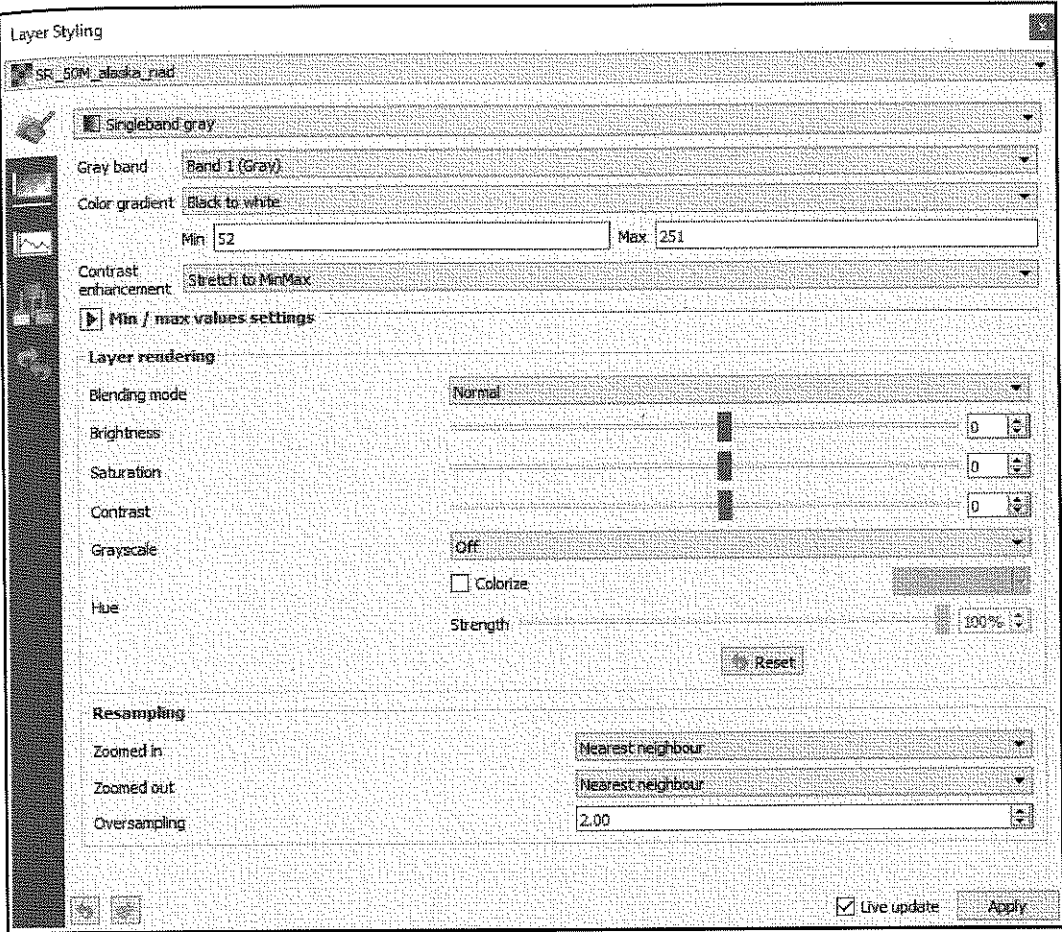 Layer Styling
SR_50M_alaska_nad
Singleband gray
Gray band Band 1 (Gray)
Color gradient Black to white
Min 52 Max 251
Contrast
enhancement Stretch to MinMax
Min / max values settings
Layer rendering
Blending mode Normal
Brightness 0
Saturation 0
Contrast 0
Grayscale Off
Colorize
Hue
Strength 100%
Reset
Resampling
Zoomed in Nearest neighbour
Zoomed out Nearest neighbour
Oversampling 2.00
Live update Apply